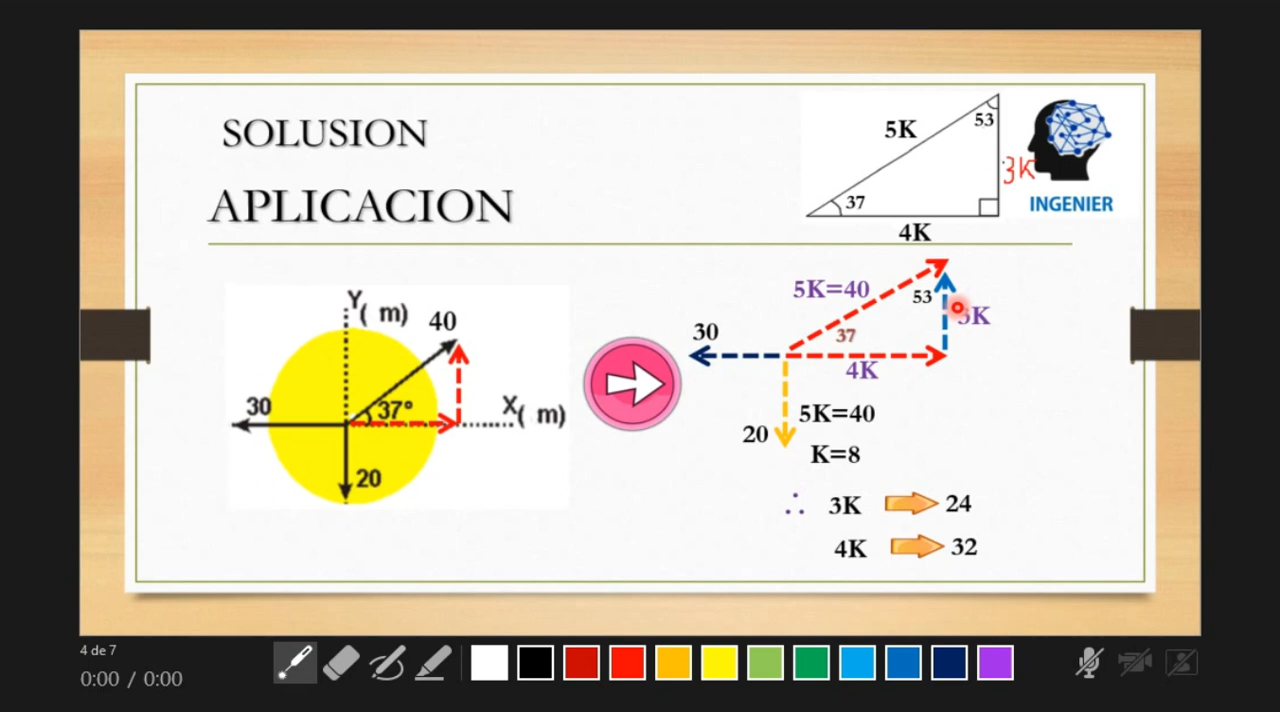 SOLUSION
APLICACION
5K
53
3K
37
4K
INGENIER
Y( m)
40
30
37°
X( m)
20
5K=40
53
3K
30
37
4K
20
5K=40
K=8
∴ 3K 24
4K 32
4 de 7
0:00 / 0:00